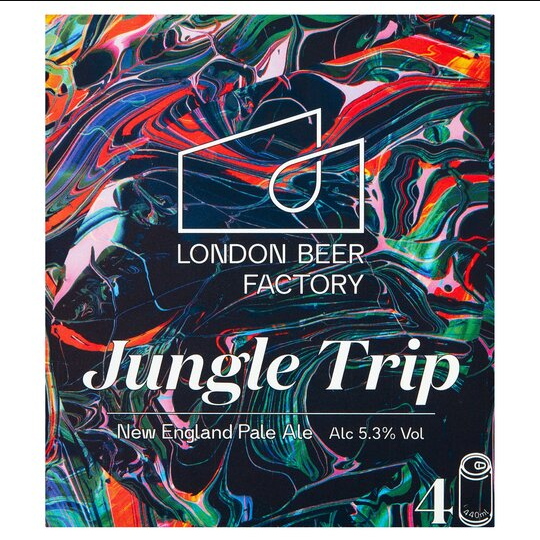 LONDON BEER
FACTORY
Jungle Trip
New England Pale Ale Alc 5.3% Vol
4 440ml